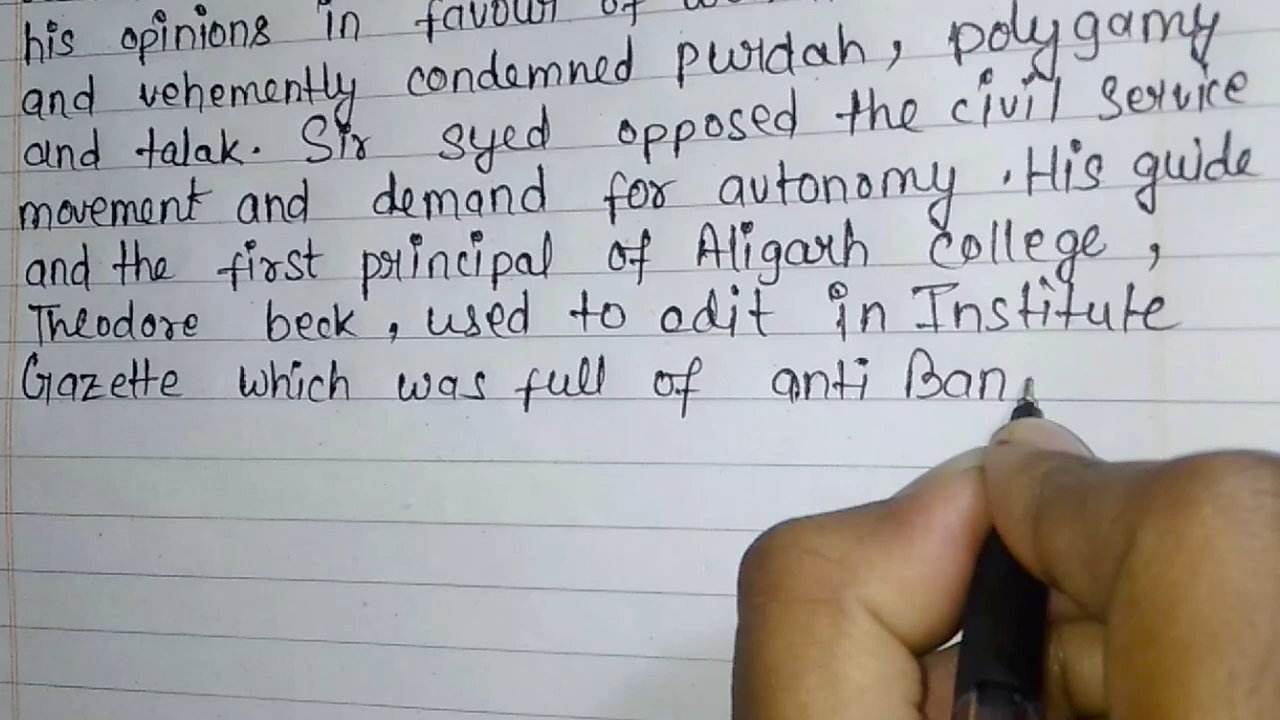 his opinions in favour of
and vehemently condemned purdah, polygamy
and talak. Sir syed opposed the civil service
movement and demand for autonomy. His guide
and the first principal of Aligarh college,
Theodore beck, used to edit in Institute
Gazette which was full of anti Ban